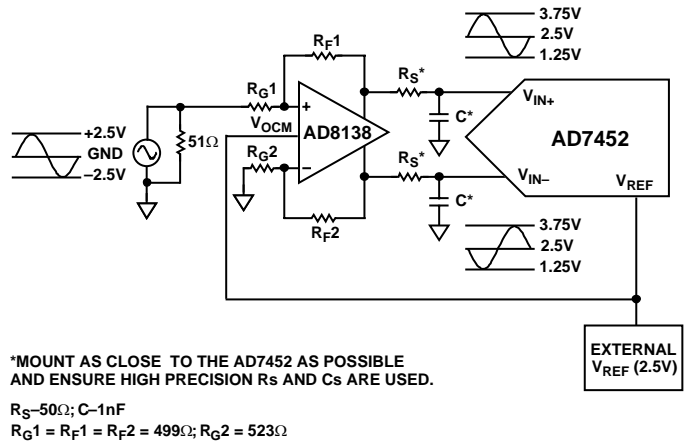 3.75V
2.5V
1.25V
RF1
RS*
RG1
+
VIN+
C*
VOCM
AD8138
AD7452
+2.5V
GND
–2.5V
51Ω
RG2
–
RS*
VIN–
VREF
C*
RF2
3.75V
2.5V
1.25V
EXTERNAL
VREF (2.5V)
*MOUNT AS CLOSE TO THE AD7452 AS POSSIBLE
AND ENSURE HIGH PRECISION Rs AND Cs ARE USED.
RS–50Ω; C–1nF
RG1 = RF1 = RF2 = 499Ω; RG2 = 523Ω